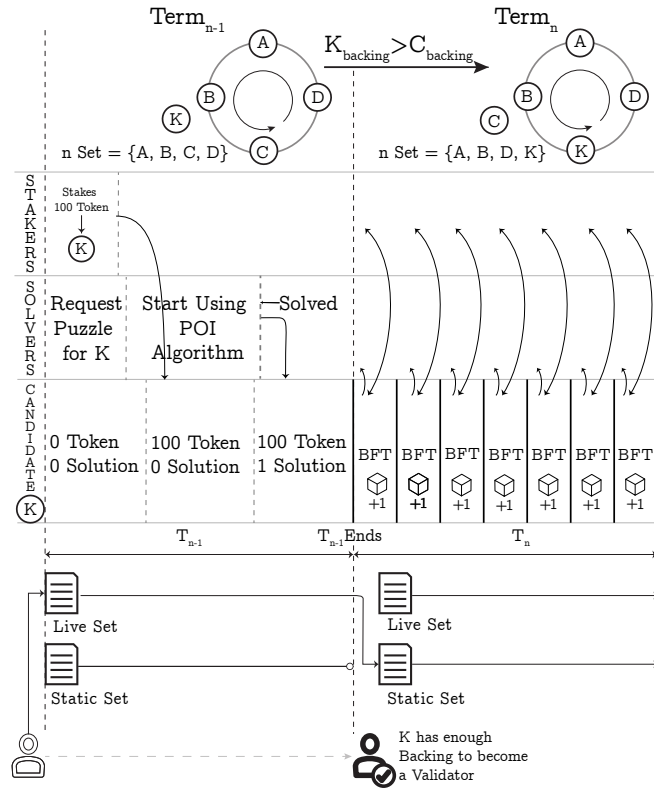 Term n-1
Term n
K backing > C backing
A
B
D
C
K
A
B
D
K
C
n Set = {A, B, C, D}
n Set = {A, B, D, K}
STAKERS
Stakes
100 Token
K
SOLVERS
Request
Puzzle
for K
Start Using
POI
Algorithm
Solved
CANDIDATE
K
0 Token
0 Solution
100 Token
0 Solution
100 Token
1 Solution
BFT
+1
BFT
+1
BFT
+1
BFT
+1
BFT
+1
BFT
+1
BFT
+1
T n-1
T n-1 Ends
T n
Live Set
Live Set
Static Set
Static Set
K has enough
Backing to become
a Validator